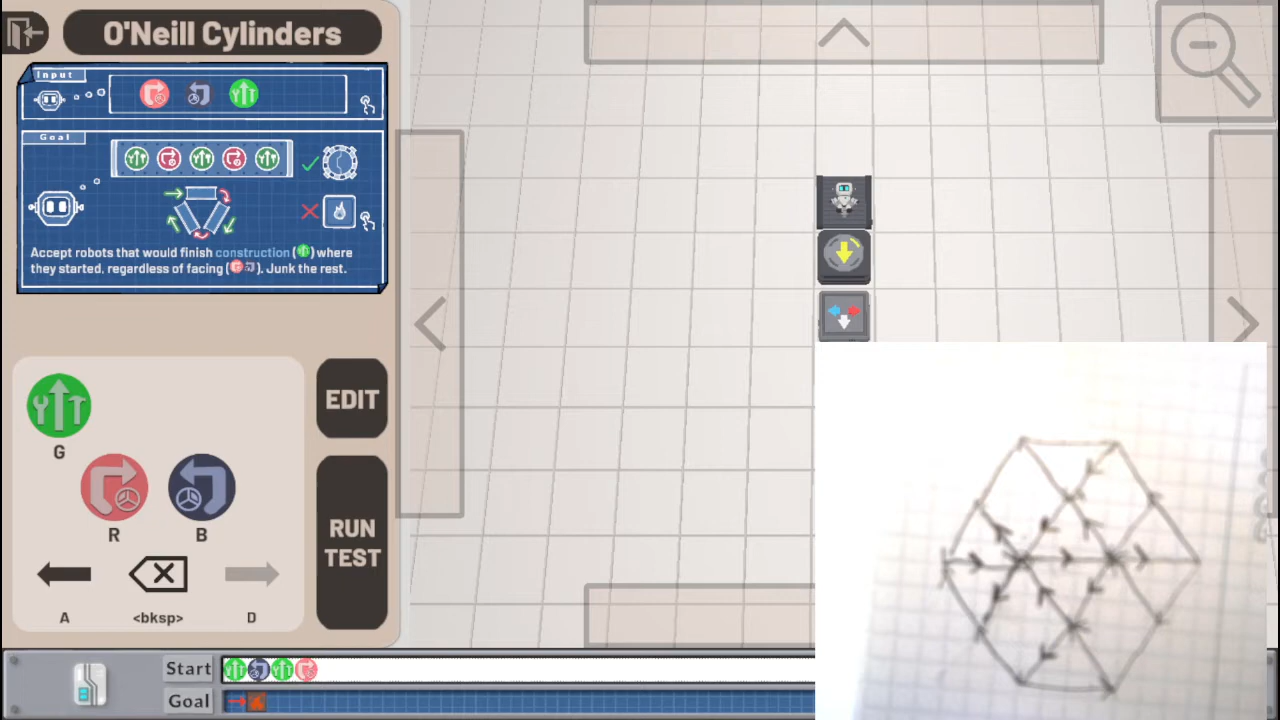 O'Neill Cylinders
Input
Goal
Accept robots that would finish construction ( ) where
they started, regardless of facing ( ). Junk the rest.
G
R
B
A
<bksp>
D
EDIT
RUN
TEST
Start
Goal